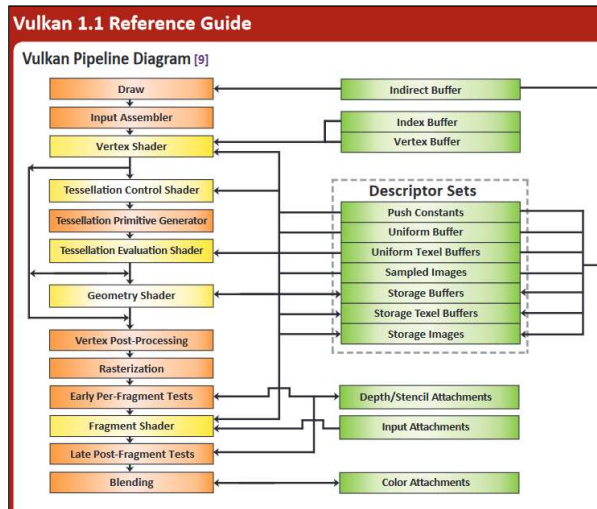 Vulkan 1.1 Reference Guide
Vulkan Pipeline Diagram [9]
Draw
Input Assembler
Vertex Shader
Tessellation Control Shader
Tessellation Primitive Generator
Tessellation Evaluation Shader
Geometry Shader
Vertex Post-Processing
Rasterization
Early Per-Fragment Tests
Fragment Shader
Late Post-Fragment Tests
Blending
Indirect Buffer
Index Buffer
Vertex Buffer
Descriptor Sets
Push Constants
Uniform Buffer
Uniform Texel Buffers
Sampled Images
Storage Buffers
Storage Texel Buffers
Storage Images
Depth/Stencil Attachments
Input Attachments
Color Attachments